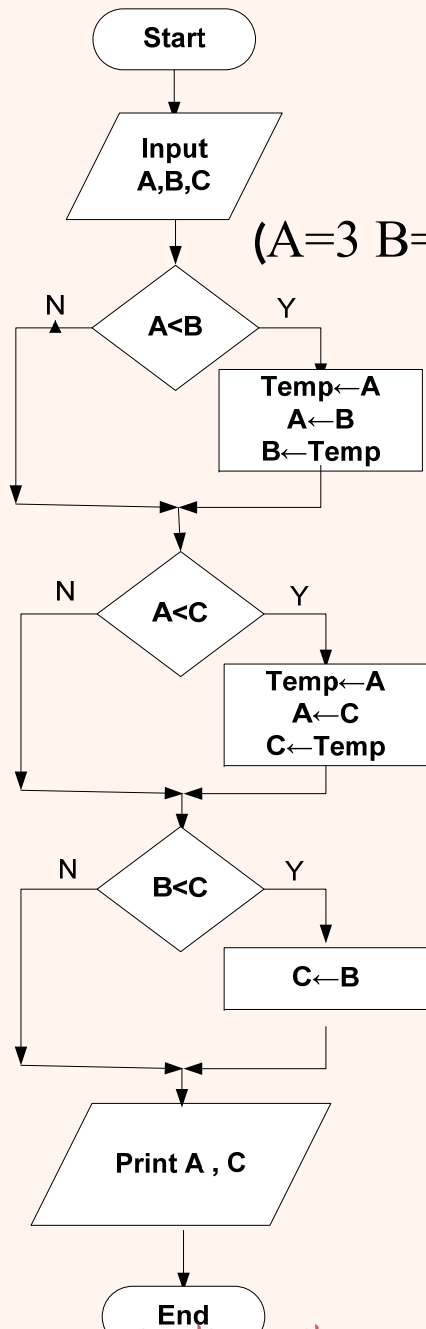 Start
Input
A,B,C
(A=3 B=
N
A<B
Y
Temp←A
A←B
B←Temp
N
A<C
Y
Temp←A
A←C
C←Temp
N
B<C
Y
C←B
Print A , C
End